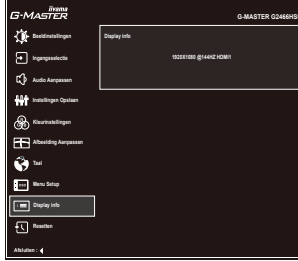 iiyama
G-MASTER
G-MASTER G2466HS
Beeldinstellingen
Display info
1920X1080 @144HZ HDMI1
Ingangsselectie
Audio Aanpassen
Instellingen Opslaan
Kleurinstellingen
Afbeelding Aanpassen
Taal
Menu Setup
Display info
Resetten
Afsluiten :